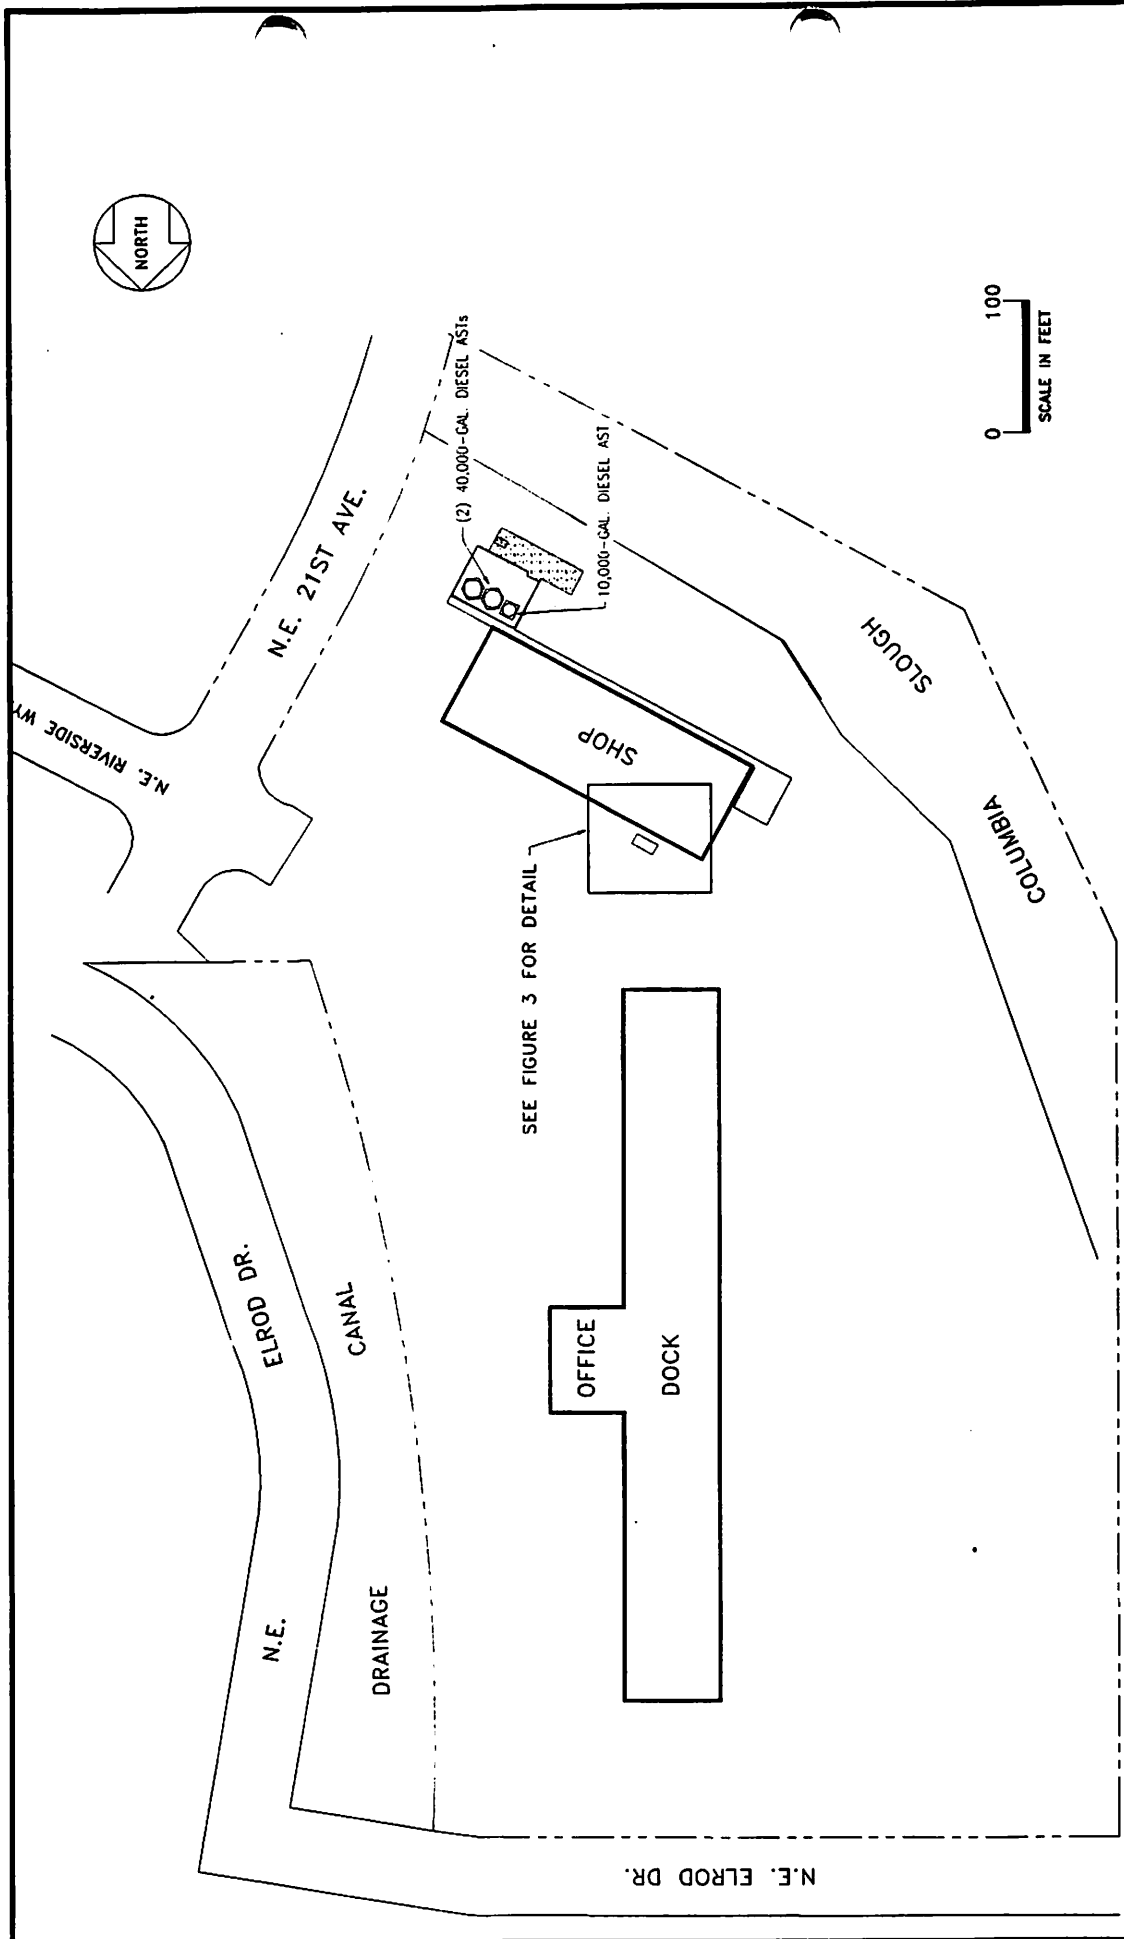 NORTH
N.E. RIVERSIDE WY.
N.E. 21ST AVE.
(2) 40,000-GAL. DIESEL ASTs
10,000-GAL. DIESEL AST
SHOP
SEE FIGURE 3 FOR DETAIL
COLUMBIA
SLOUGH
0 100
SCALE IN FEET
N.E. ELROD DR.
DRAINAGE CANAL
OFFICE
DOCK
N.E. ELROD DR.